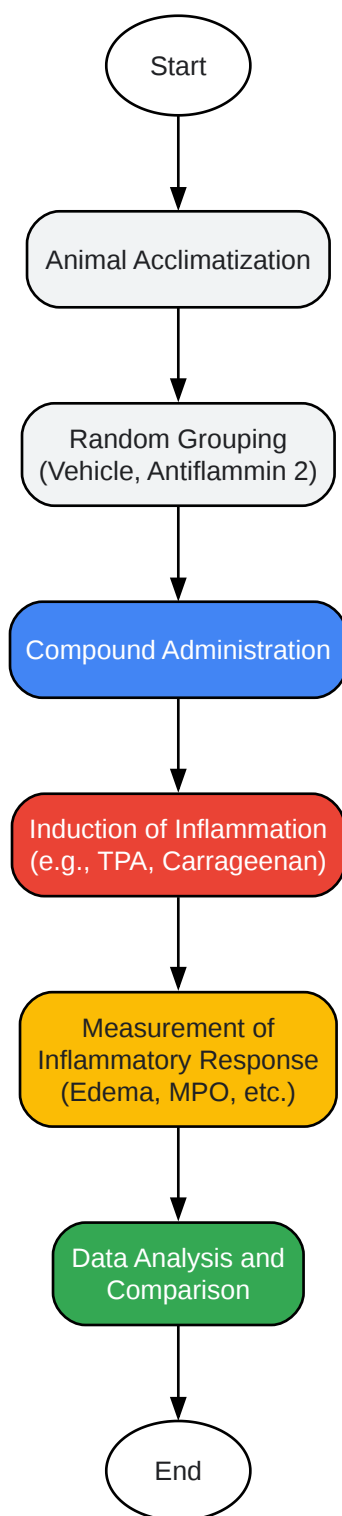 Start
Animal Acclimatization
Random Grouping
(Vehicle, Antiflammin 2)
Compound Administration
Induction of Inflammation
(e.g., TPA, Carrageenan)
Measurement of
Inflammatory Response
(Edema, MPO, etc.)
Data Analysis and
Comparison
End